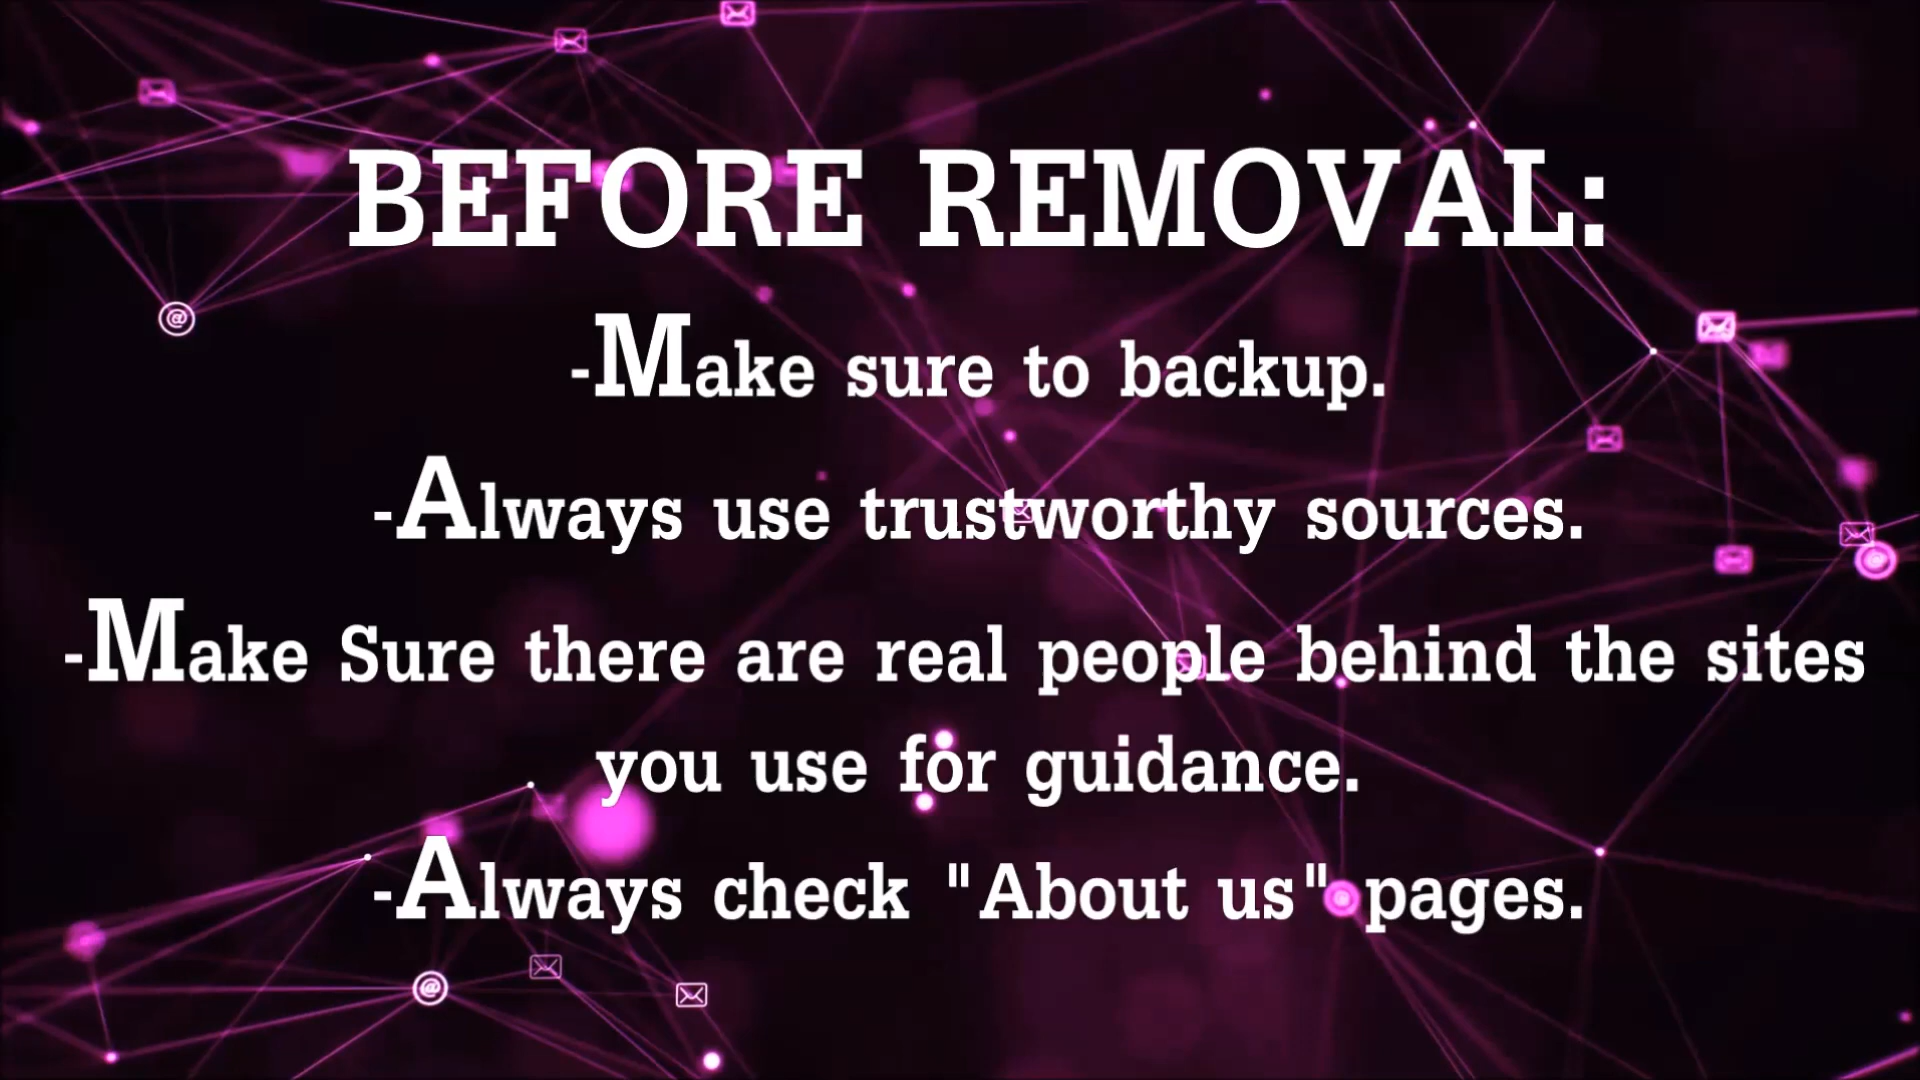 BEFORE REMOVAL:
-Make sure to backup.
-Always use trustworthy sources.
-Make Sure there are real people behind the sites
you use for guidance.
-Always check "About us" pages.